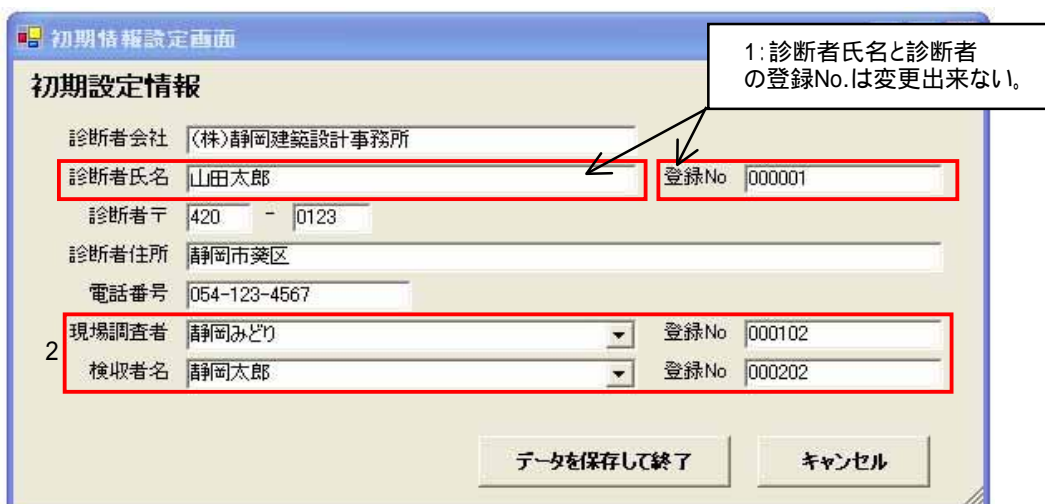 初期情報設定画面
1:診断者氏名と診断者
の登録No.は変更出来ない。
初期設定情報
診断者会社 (株)静岡建築設計事務所
診断者氏名 山田太郎 登録No 000001
診断者〒 420 - 0123
診断者住所 静岡市葵区
電話番号 054-123-4567
2
現場調査者 静岡みどり 登録No 000102
検収者名 静岡太郎 登録No 000202
データを保存して終了 キャンセル